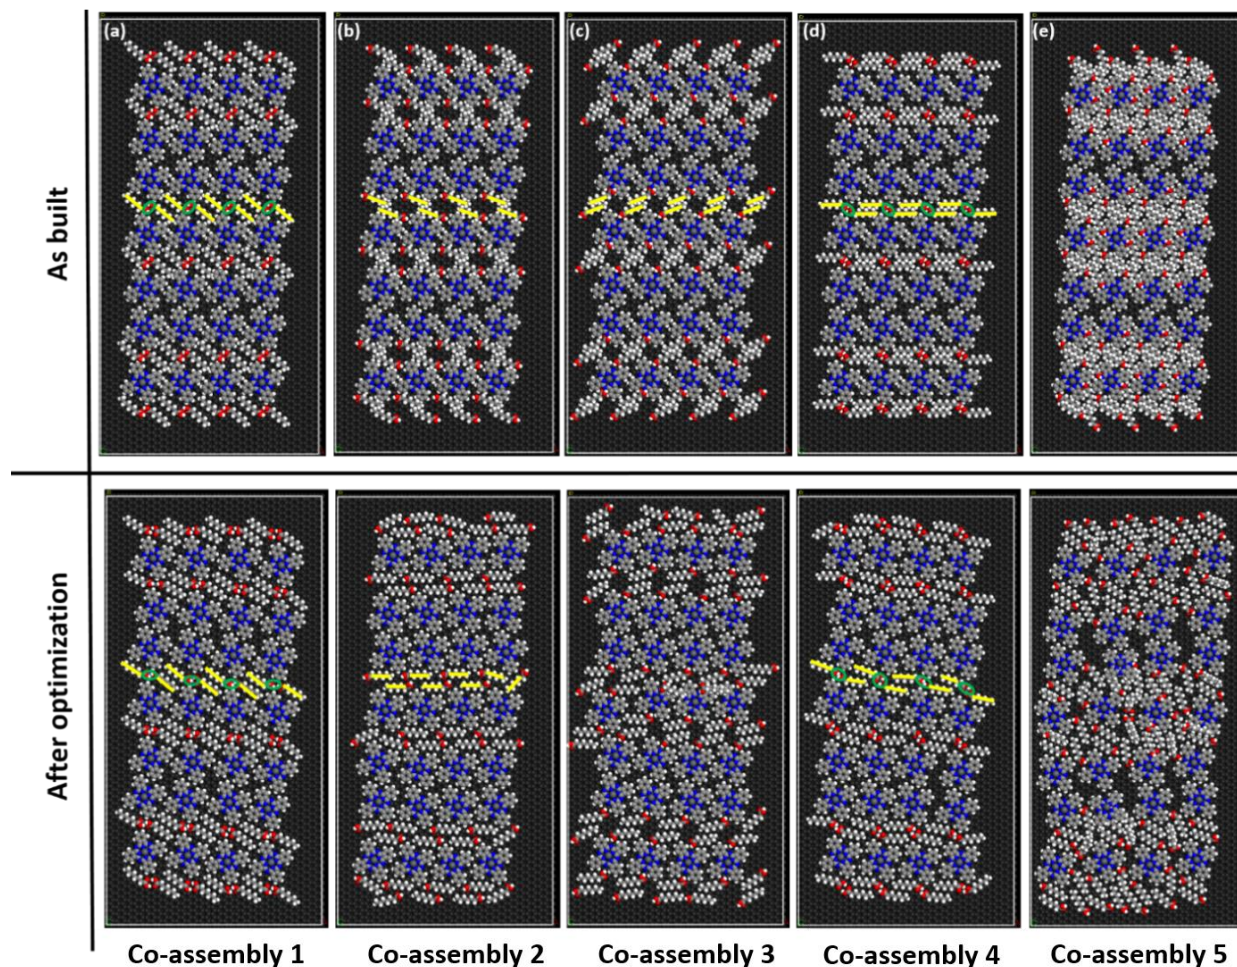 (a) (b) (c) (d) (e)
As built
After optimization
Co-assembly 1 Co-assembly 2 Co-assembly 3 Co-assembly 4 Co-assembly 5